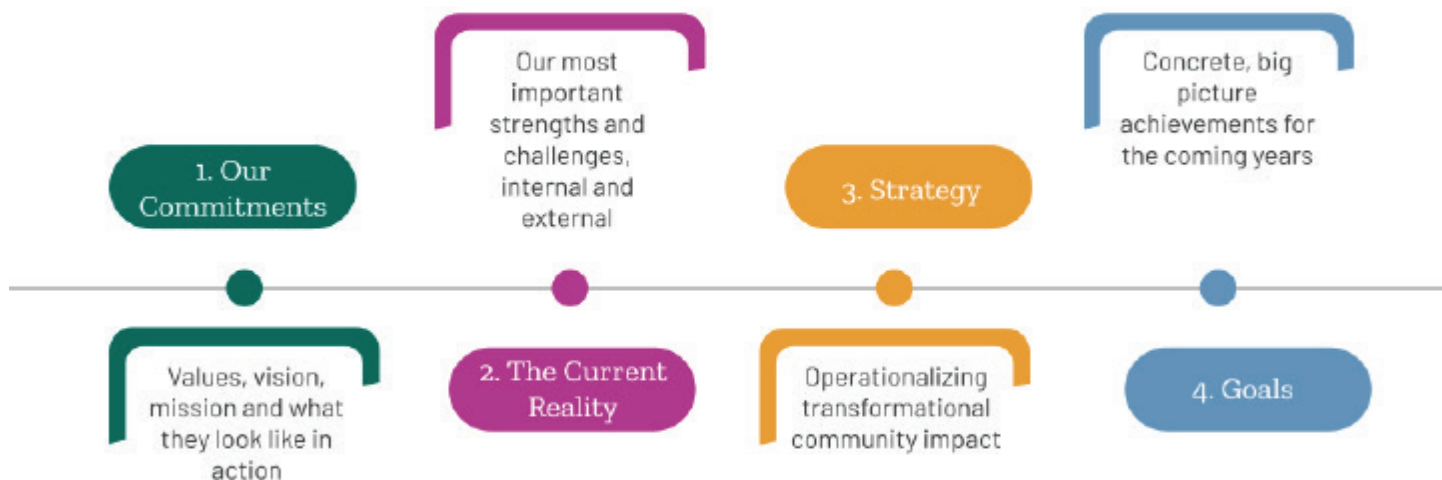 1. Our
Commitments
Values, vision,
mission and what
they look like in
action
Our most
important
strengths and
challenges,
internal and
external
2. The Current
Reality
3. Strategy
Operationalizing
transformational
community impact
Concrete, big
picture
achievements for
the coming years
4. Goals